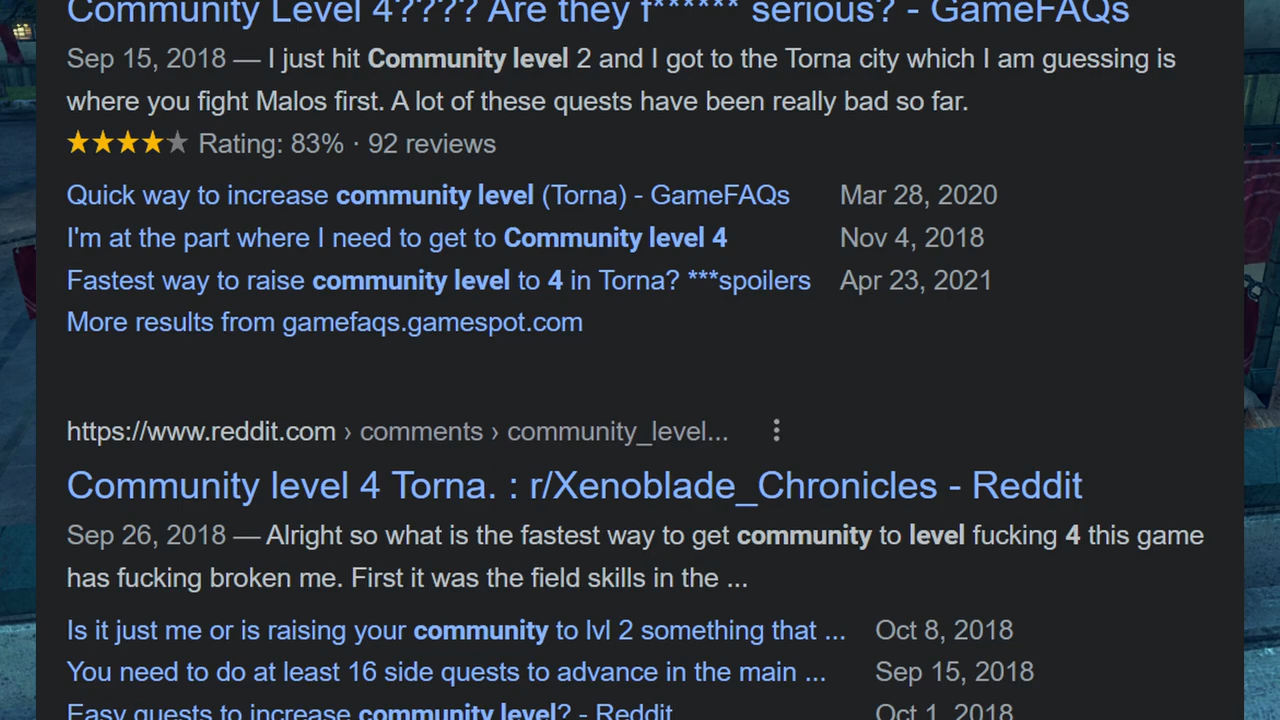 Community Level 4???? Are they f****** serious? - GameFAQs
Sep 15, 2018 — I just hit Community level 2 and I got to the Torna city which I am guessing is
where you fight Malos first. A lot of these quests have been really bad so far.
Rating: 83% · 92 reviews
Quick way to increase community level (Torna) - GameFAQs Mar 28, 2020
I'm at the part where I need to get to Community level 4 Nov 4, 2018
Fastest way to raise community level to 4 in Torna? ***spoilers Apr 23, 2021
More results from gamefaqs.gamespot.com
https://www.reddit.com › comments › community_level...
Community level 4 Torna. : r/Xenoblade_Chronicles - Reddit
Sep 26, 2018 — Alright so what is the fastest way to get community to level fucking 4 this game
has fucking broken me. First it was the field skills in the ...
Is it just me or is raising your community to lvl 2 something that ... Oct 8, 2018
You need to do at least 16 side quests to advance in the main ... Sep 15, 2018
Easy quests to increase community level? - Reddit Oct 1, 2018